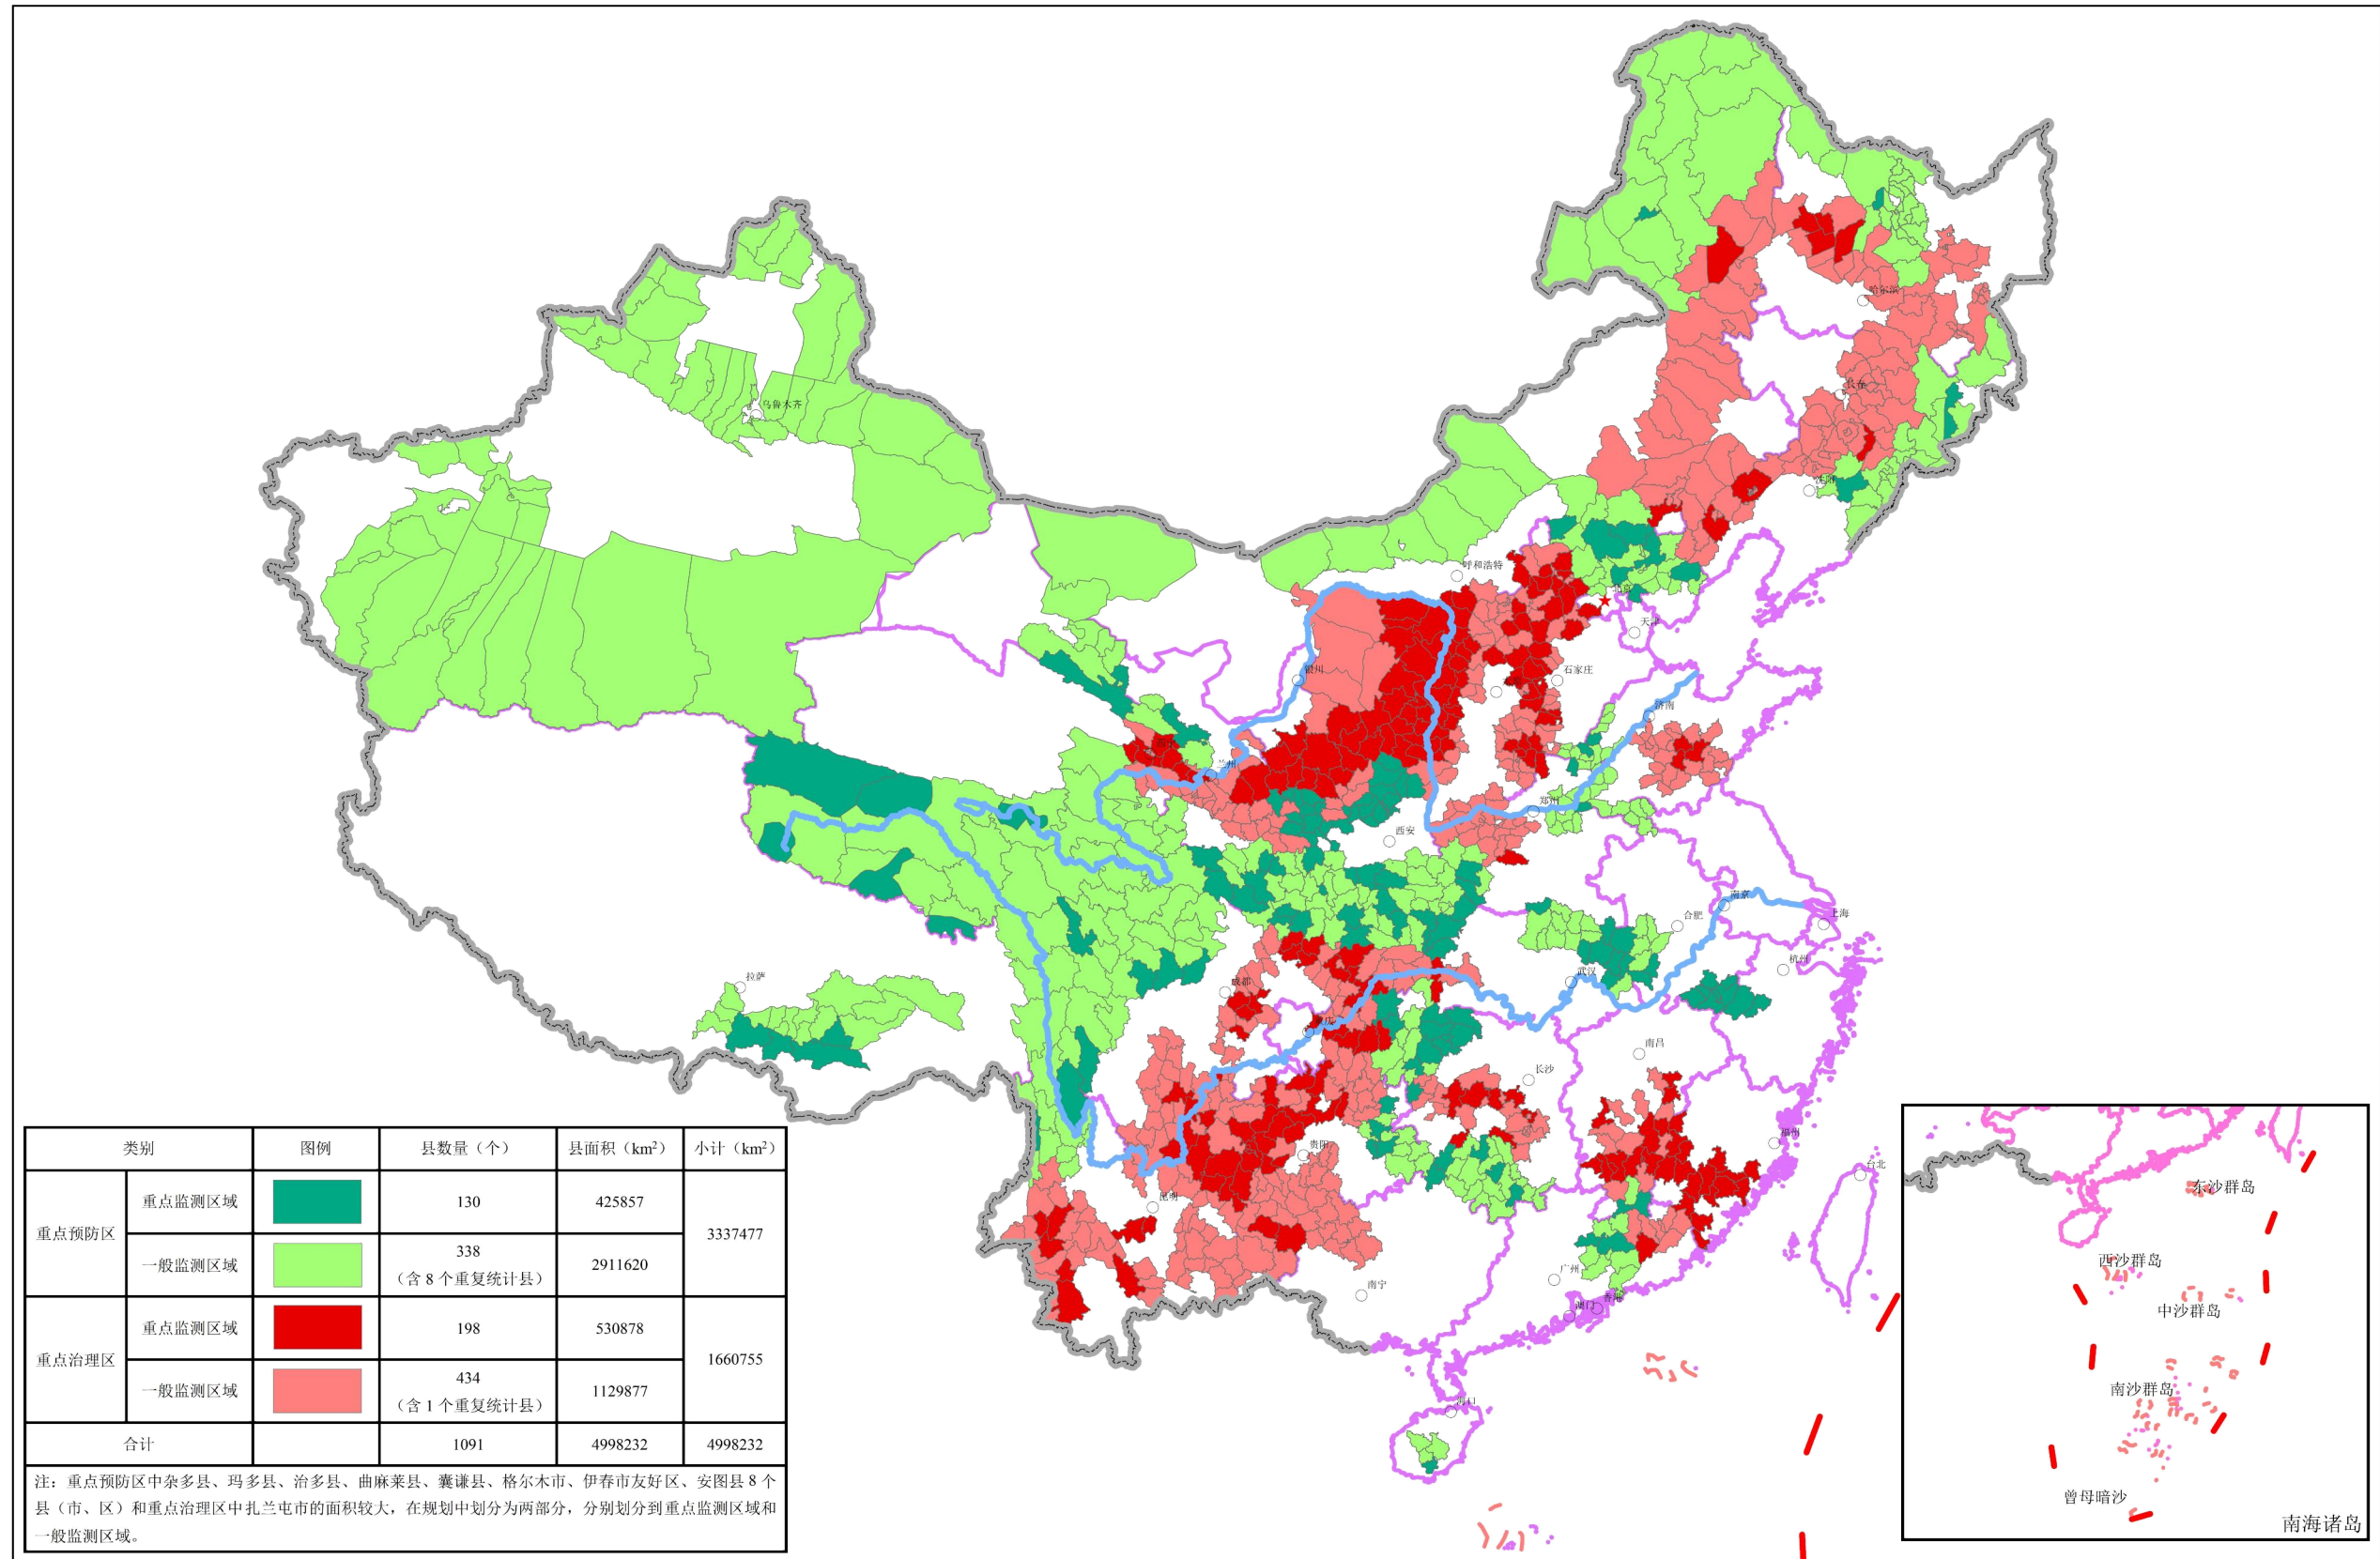 哈尔滨
长春
乌鲁木齐
沈阳
呼和浩特
北京
天津
银川
石家庄
济南
兰州
郑州
西安
南京
合肥
上海
拉萨
成都
武汉
杭州
南昌
长沙
贵阳
福州
台北
昆明
广州
南宁
香港
澳门
海口
类别 图例 县数量（个） 县面积（km²） 小计（km²）
重点预防区 重点监测区域 130 425857 3337477
一般监测区域 338 2911620
（含 8 个重复统计县）
重点治理区 重点监测区域 198 530878 1660755
一般监测区域 434 1129877
（含 1 个重复统计县）
合计 1091 4998232 4998232
注：重点预防区中杂多县、玛多县、治多县、曲麻莱县、囊谦县、格尔木市、伊春市友好区、安图县 8 个
县（市、区）和重点治理区中扎兰屯市的面积较大，在规划中划分为两部分，分别划分到重点监测区域和
一般监测区域。
东沙群岛
西沙群岛
中沙群岛
南沙群岛
曾母暗沙
南海诸岛